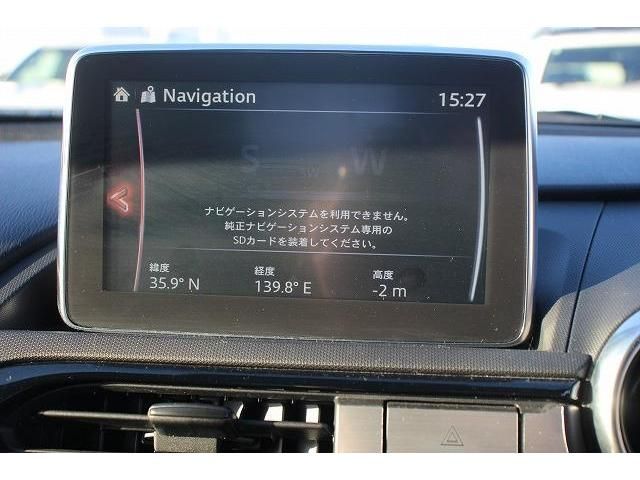 Navigation 15:27
S SW W
ナビゲーションシステムを利用できません。
純正ナビゲーションシステム専用の
SDカードを装着してください。
緯度 経度 高度
35.9° N 139.8° E -2 m